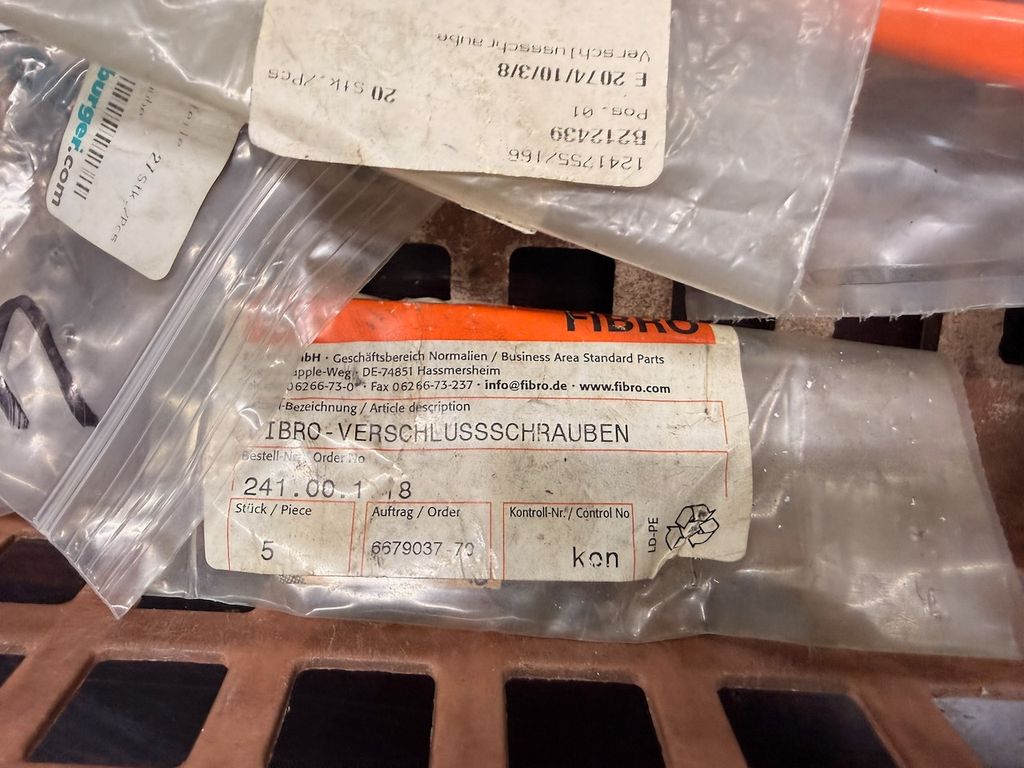 1241755/166
B212439
Pos. 01
E 2074/10/3/8
20 Stk./Pcs
Verschlussschraube
burger.com
27 Stk./Pcs
FIBRO
mbH · Geschäftsbereich Normalien / Business Area Standard Parts
apple-Weg · DE-74851 Hassmersheim
06266-73-0 · Fax 06266-73-237 · info@fibro.de · www.fibro.com
-Bezeichnung / Article description
IBRO-VERSCHLUSSSCHRAUBEN
Bestell-Nr. / Order No
241.00.1 18
Stück / Piece
Auftrag / Order
Kontroll-Nr. / Control No
5
6679037-70
kon
LD-PE